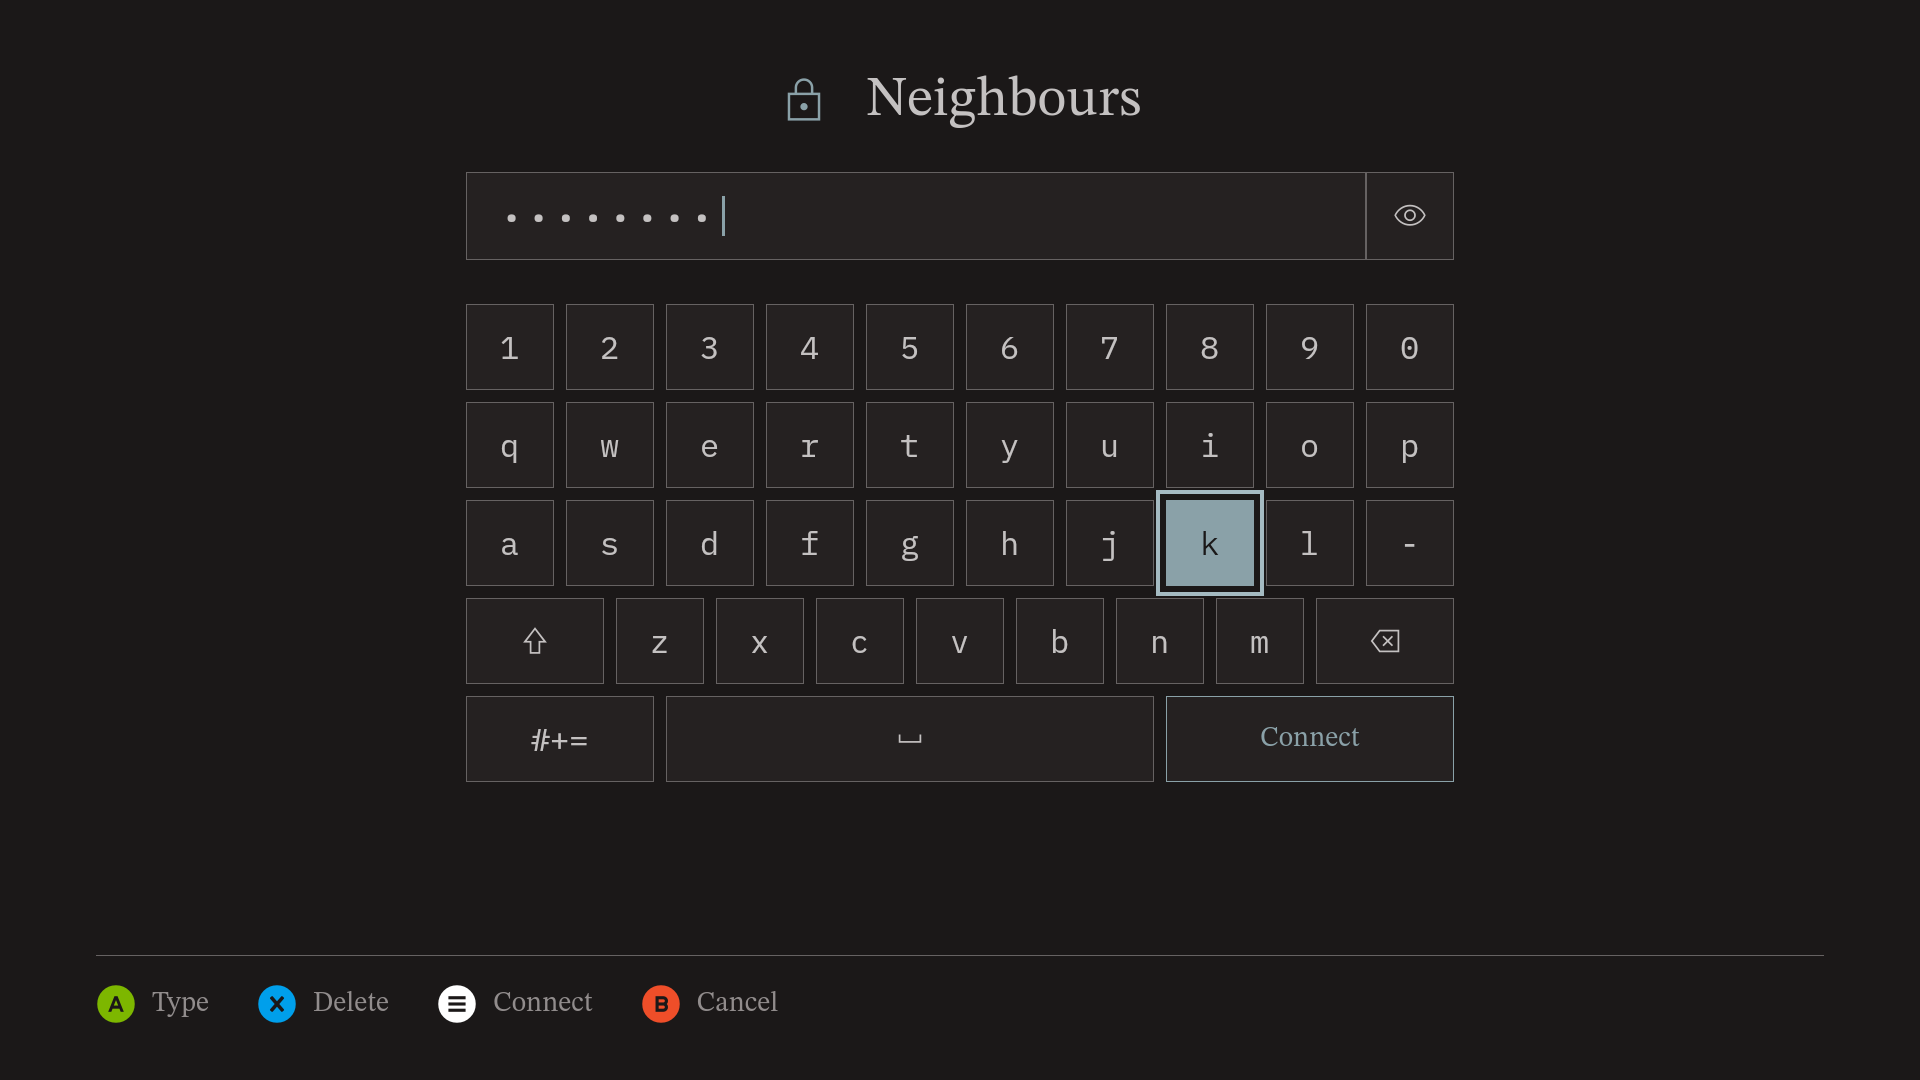 Neighbours
••••••••
1 2 3 4 5 6 7 8 9 0
q w e r t y u i o p
a s d f g h j k l -
z x c v b n m
#+= Connect
A Type X Delete Connect B Cancel